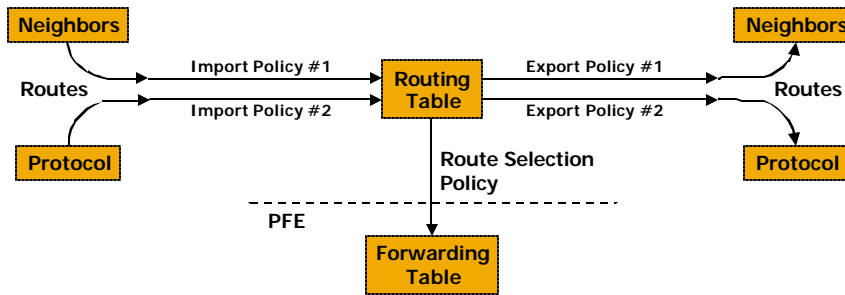 Neighbors
Neighbors
Import Policy #1
Export Policy #1
Routes
Routing
Table
Routes
Import Policy #2
Export Policy #2
Protocol
Route Selection
Policy
Protocol
PFE
Forwarding
Table